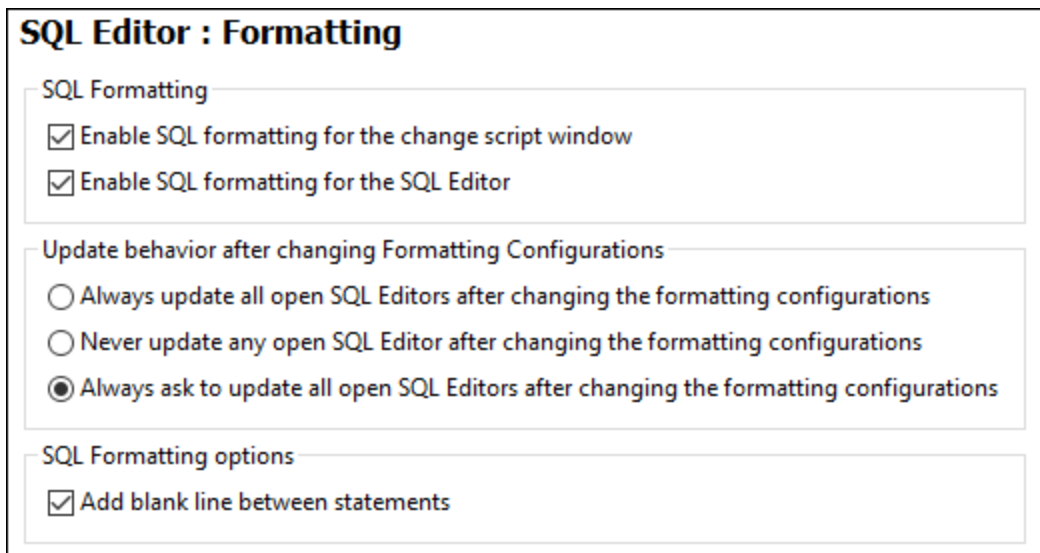 SQL Editor : Formatting
SQL Formatting
Enable SQL formatting for the change script window
Enable SQL formatting for the SQL Editor
Update behavior after changing Formatting Configurations
Always update all open SQL Editors after changing the formatting configurations
Never update any open SQL Editor after changing the formatting configurations
Always ask to update all open SQL Editors after changing the formatting configurations
SQL Formatting options
Add blank line between statements